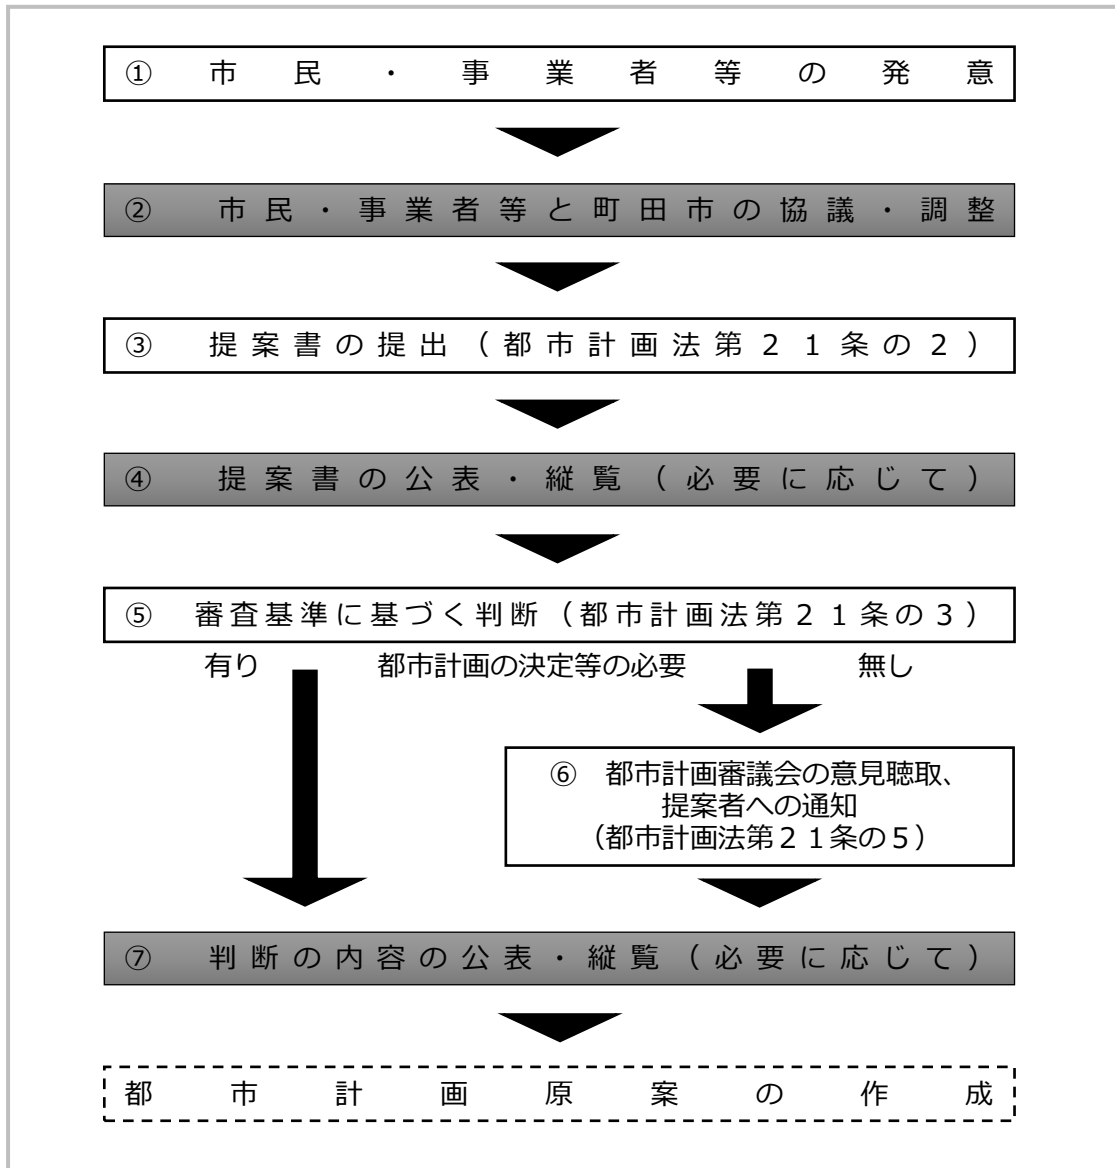 ① 市民・事業者等の発意
② 市民・事業者等と町田市の協議・調整
③ 提案書の提出（都市計画法第２１条の２）
④ 提案書の公表・縦覧（必要に応じて）
⑤ 審査基準に基づく判断（都市計画法第２１条の３）
有り 都市計画の決定等の必要 無し
⑥ 都市計画審議会の意見聴取、
提案者への通知
（都市計画法第２１条の５）
⑦ 判断の内容の公表・縦覧（必要に応じて）
都市計画原案の作成